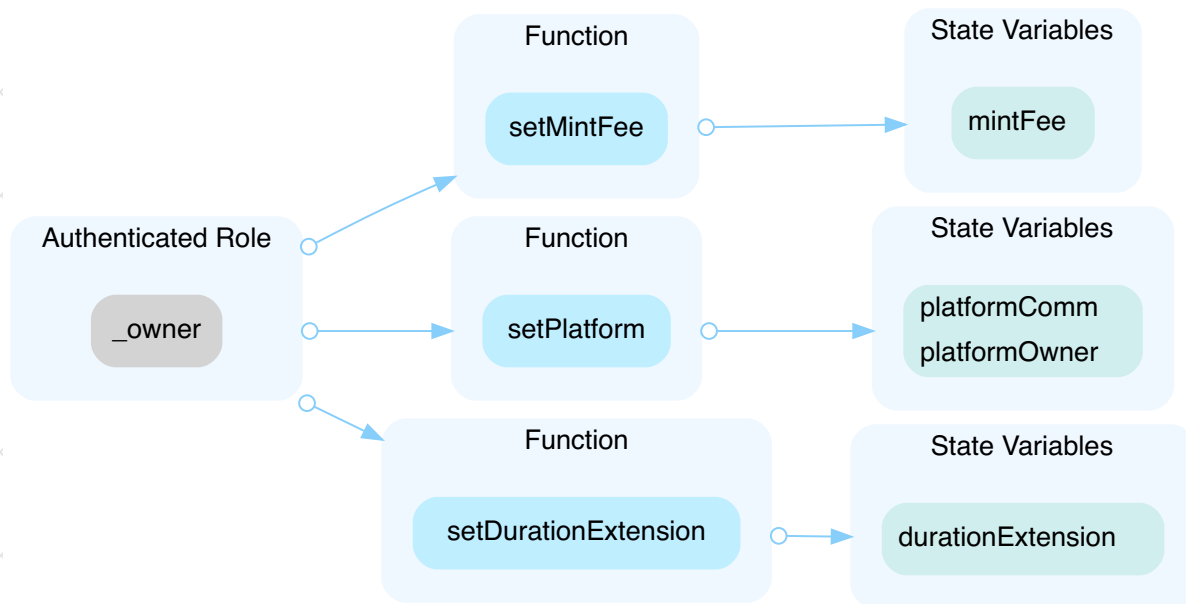 Function
setMintFee
State Variables
mintFee
Authenticated Role
_owner
Function
setPlatform
State Variables
platformComm
platformOwner
Function
setDurationExtension
State Variables
durationExtension